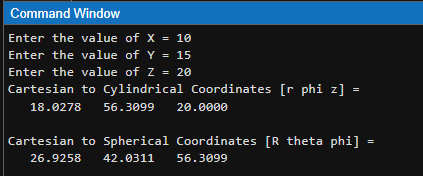 Command Window
Enter the value of X = 10
Enter the value of Y = 15
Enter the value of Z = 20
Cartesian to Cylindrical Coordinates [r phi z] =
18.0278 56.3099 20.0000
Cartesian to Spherical Coordinates [R theta phi] =
26.9258 42.0311 56.3099